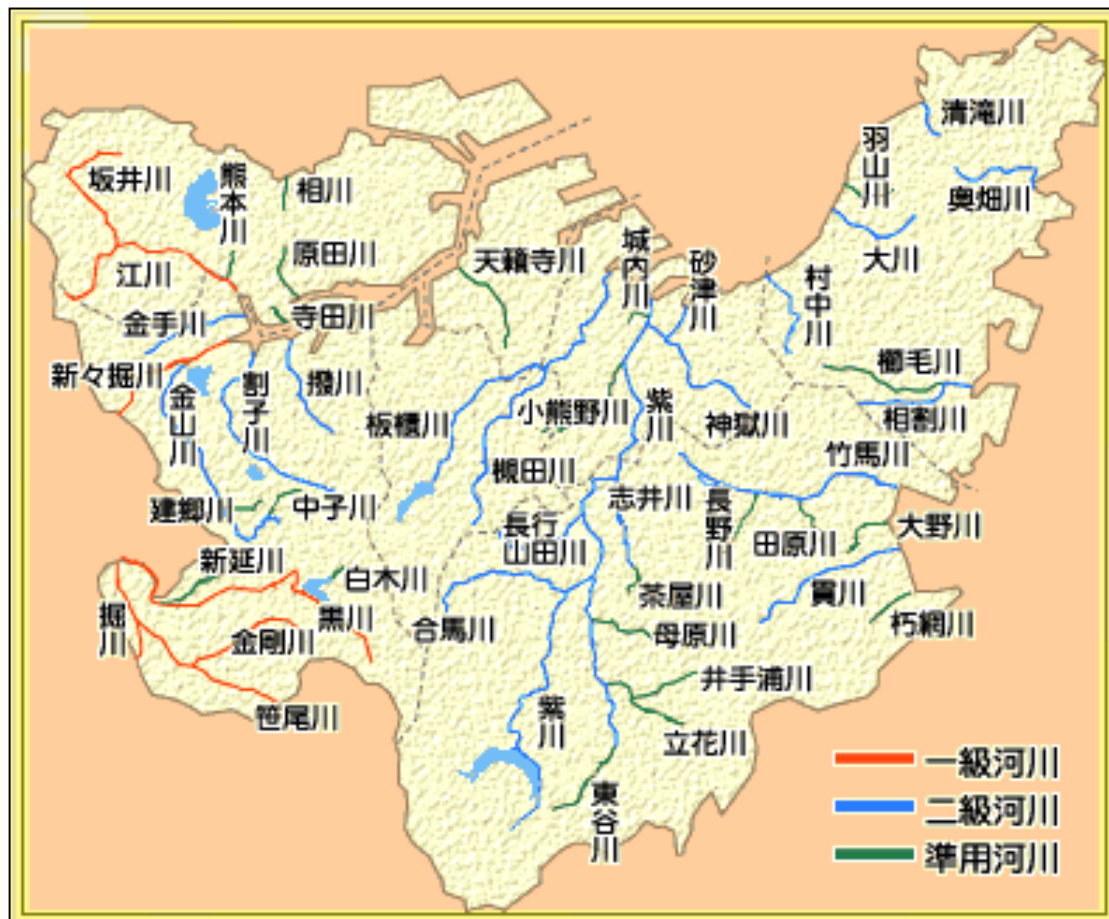 清滝川
羽山川
奥畑川
坂井川
熊本川
相川
大川
原田川
天籟寺川
城内川
砂津川
村中川
江川
金手川
寺田川
新々掘川
金山川
割子川
撥川
板櫃川
小熊野川
紫川
神獄川
櫛毛川
相割川
竹馬川
槻田川
志井川
長野川
建郷川
中子川
長行
山田川
田原川
大野川
新延川
白木川
茶屋川
貫川
掘川
金剛川
黒川
合馬川
母原川
朽網川
笹尾川
紫川
井手浦川
立花川
東谷川
一級河川
二級河川
準用河川